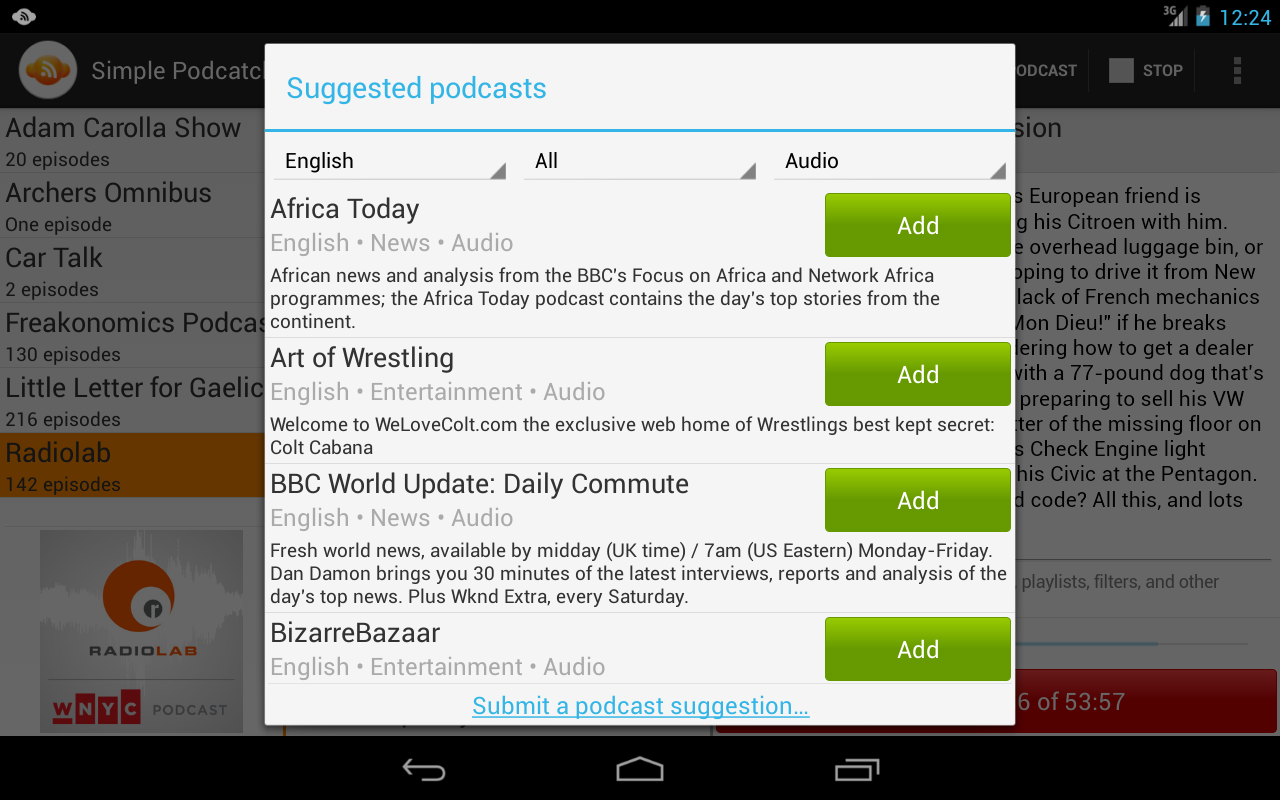 3G 12:24
Simple Podcatc
ODCAST
STOP
Suggested podcasts
English
All
Audio
Africa Today
English • News • Audio
Add
African news and analysis from the BBC's Focus on Africa and Network Africa
programmes; the Africa Today podcast contains the day's top stories from the
continent.
Art of Wrestling
English • Entertainment • Audio
Add
Welcome to WeLoveColt.com the exclusive web home of Wrestlings best kept secret:
Colt Cabana
BBC World Update: Daily Commute
English • News • Audio
Add
Fresh world news, available by midday (UK time) / 7am (US Eastern) Monday-Friday.
Dan Damon brings you 30 minutes of the latest interviews, reports and analysis of the
day's top news. Plus Wknd Extra, every Saturday.
BizarreBazaar
English • Entertainment • Audio
Add
Submit a podcast suggestion…
Adam Carolla Show
20 episodes
Archers Omnibus
One episode
Car Talk
2 episodes
Freakonomics Podcas
130 episodes
Little Letter for Gaelic
216 episodes
Radiolab
142 episodes
RADIOLAB
WNYC PODCAST
sion
s European friend is
g his Citroen with him.
e overhead luggage bin, or
oping to drive it from New
lack of French mechanics
Mon Dieu!" if he breaks
dering how to get a dealer
with a 77-pound dog that's
preparing to sell his VW
ter of the missing floor on
s Check Engine light
his Civic at the Pentagon.
d code? All this, and lots
, playlists, filters, and other
6 of 53:57